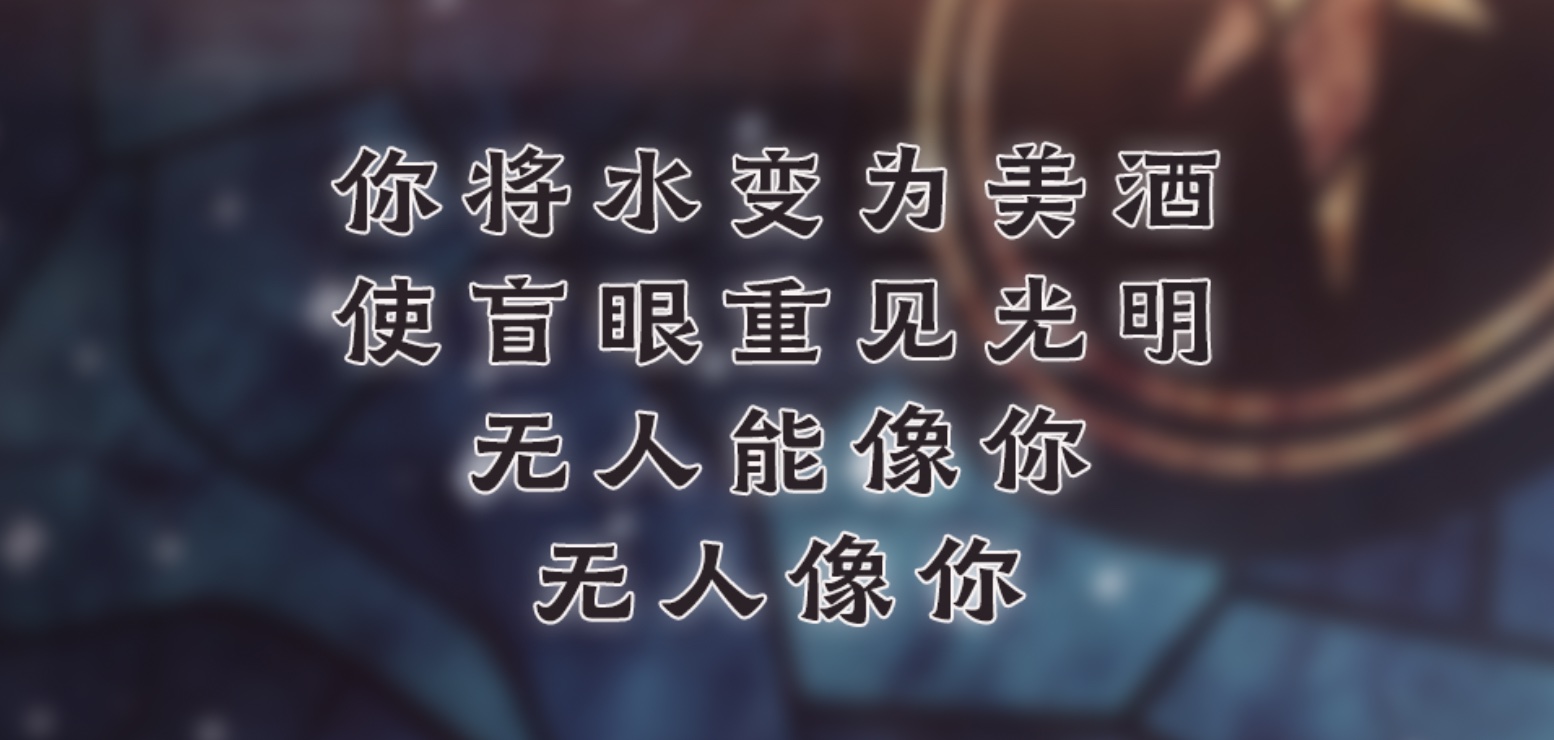 你将水变为美酒
使盲眼重见光明
无人能像你
无人像你